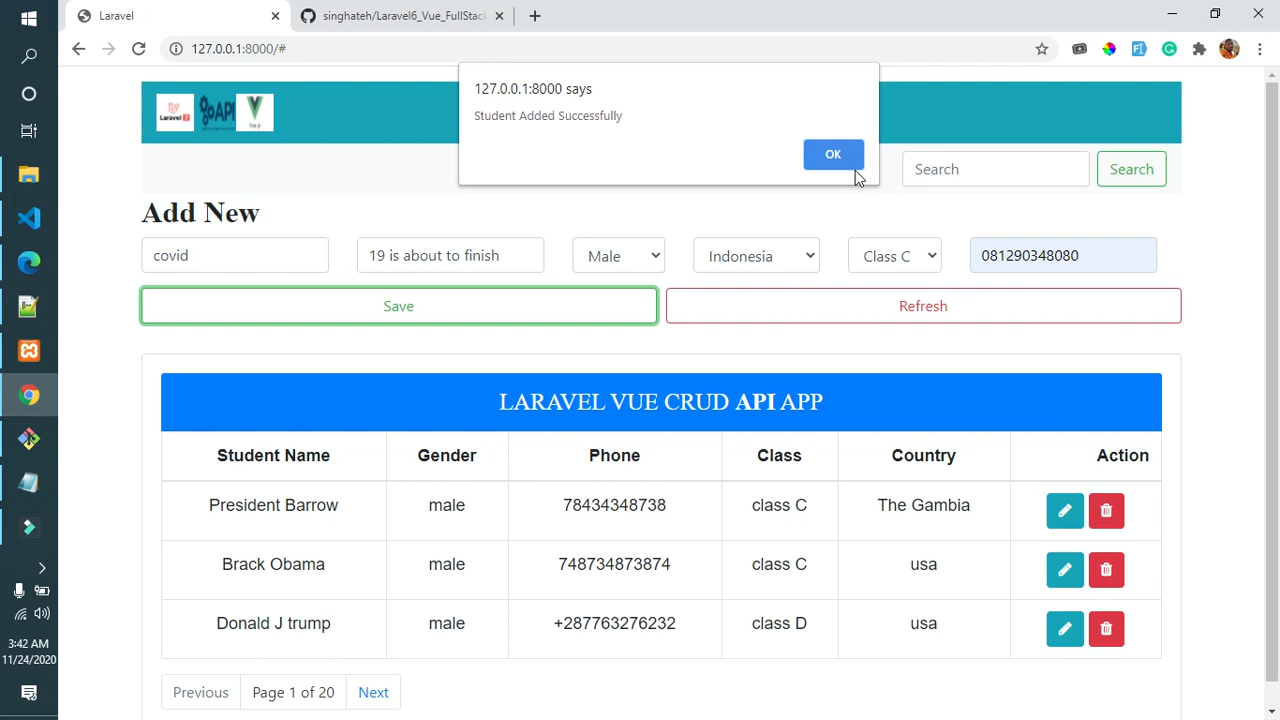 Laravel
singhateh/Laravel6_Vue_FullStack
127.0.0.1:8000/#
127.0.0.1:8000 says
Student Added Successfully
OK
Laravel 7
API
Search
Search
Add New
covid
19 is about to finish
Male
Indonesia
Class C
081290348080
Save
Refresh
LARAVEL VUE CRUD API APP
Student Name Gender Phone Class Country Action
President Barrow male 78434348738 class C The Gambia
Brack Obama male 748734873874 class C usa
Donald J trump male +287763276232 class D usa
Previous Page 1 of 20 Next
3:42 AM
11/24/2020